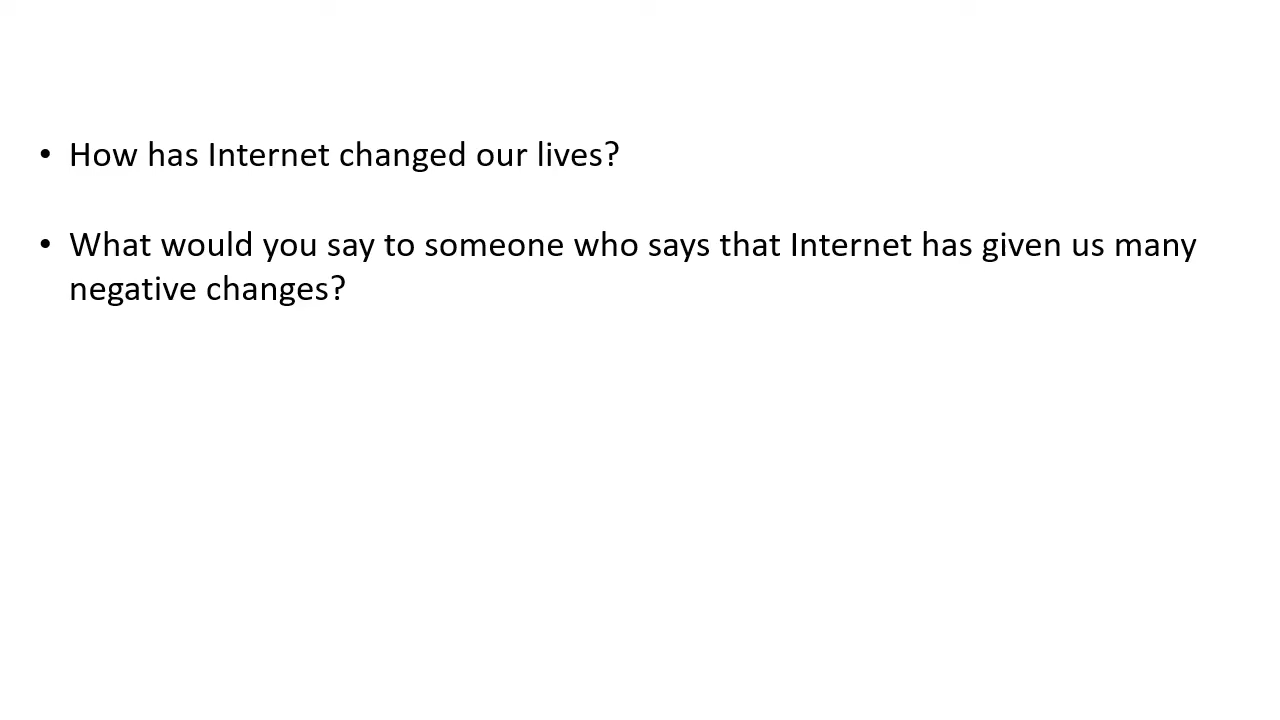 • How has Internet changed our lives?
• What would you say to someone who says that Internet has given us many
negative changes?